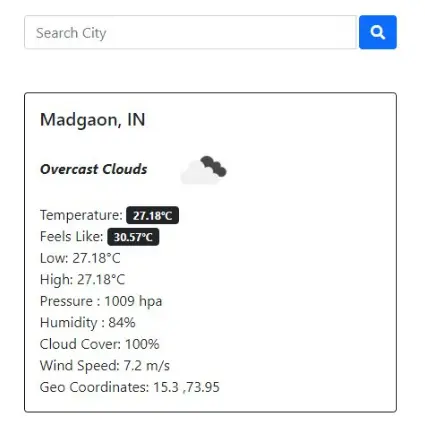 Search City
Madgaon, IN
Overcast Clouds
Temperature: 27.18°C
Feels Like: 30.57°C
Low: 27.18°C
High: 27.18°C
Pressure : 1009 hpa
Humidity : 84%
Cloud Cover: 100%
Wind Speed: 7.2 m/s
Geo Coordinates: 15.3 ,73.95